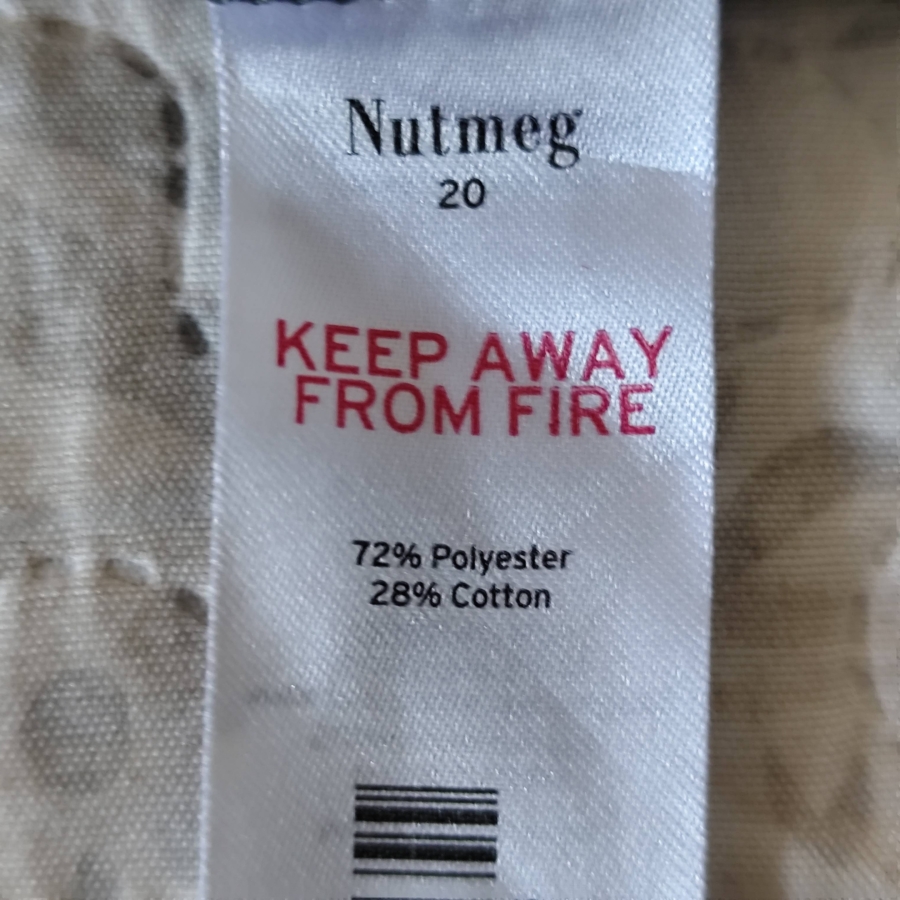 Nutmeg
20
KEEP AWAY
FROM FIRE
72% Polyester
28% Cotton